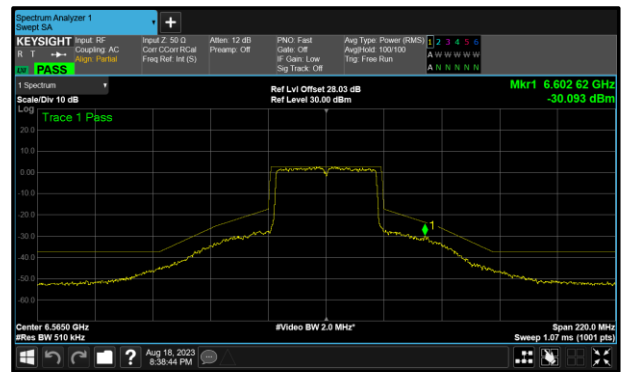 Spectrum Analyzer 1
Swept SA
KEYSIGHT
R T
PASS
Input: RF
Coupling: AC
Align: Partial
Input Z: 50 Ω
Corr CCorr RCal
Freq Ref: Int (S)
Atten: 12 dB
Preamp: Off
PNO: Fast
Gate: Off
IF Gain: Low
Sig Track: Off
Avg Type: Power (RMS)
Avg|Hold: 100/100
Trig: Free Run
1 2 3 4 5 6
A W W W W W
A N N N N N
1 Spectrum
Scale/Div 10 dB
Ref Lvl Offset 28.03 dB
Ref Level 30.00 dBm
Mkr1 6.602 62 GHz
-30.093 dBm
Log
Trace 1 Pass
20.0
10.0
0.00
-10.0
-20.0
-30.0
-40.0
-50.0
-60.0
1
Center 6.5650 GHz
#Res BW 510 kHz
#Video BW 2.0 MHz*
Span 220.0 MHz
Sweep 1.07 ms (1001 pts)
?
Aug 18, 2023
8:38:44 PM